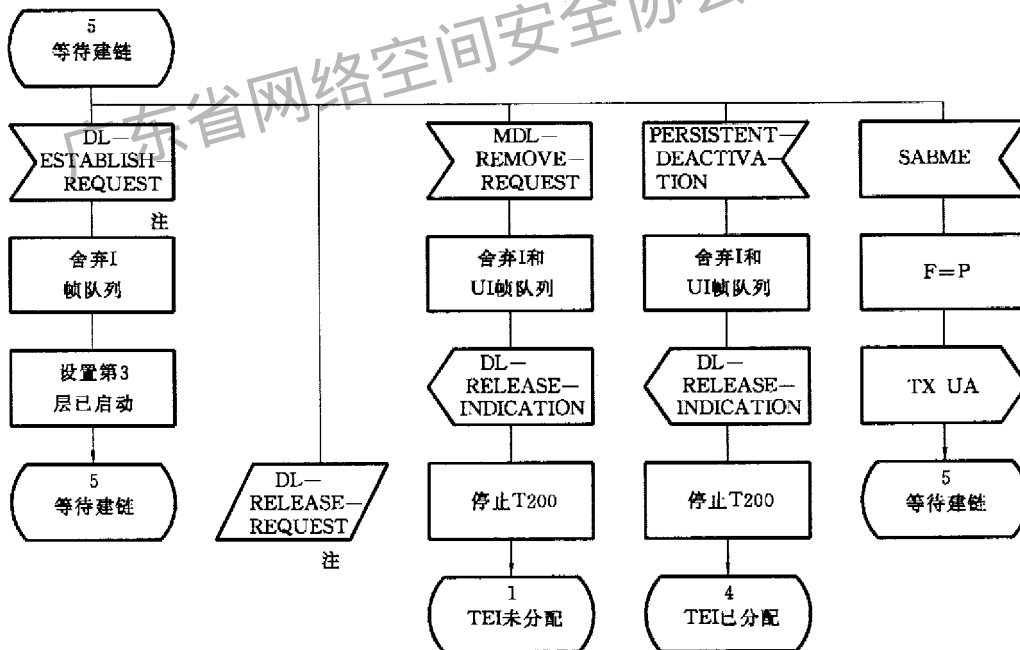 5
等待建链
广东省网络空间安全协会
DL—
ESTABLISH—
REQUEST
注
舍弃I
帧队列
设置第3
层已启动
5
等待建链
DL—
RELEASE—
REQUEST
注
MDL—
REMOVE—
REQUEST
舍弃I和
UI帧队列
DL—
RELEASE—
INDICATION
停止T200
1
TEI未分配
PERSISTENT—
DEACTIVA—
TION
舍弃I和
UI帧队列
DL—
RELEASE—
INDICATION
停止T200
4
TEI已分配
SABME
F=P
TX UA
5
等待建链